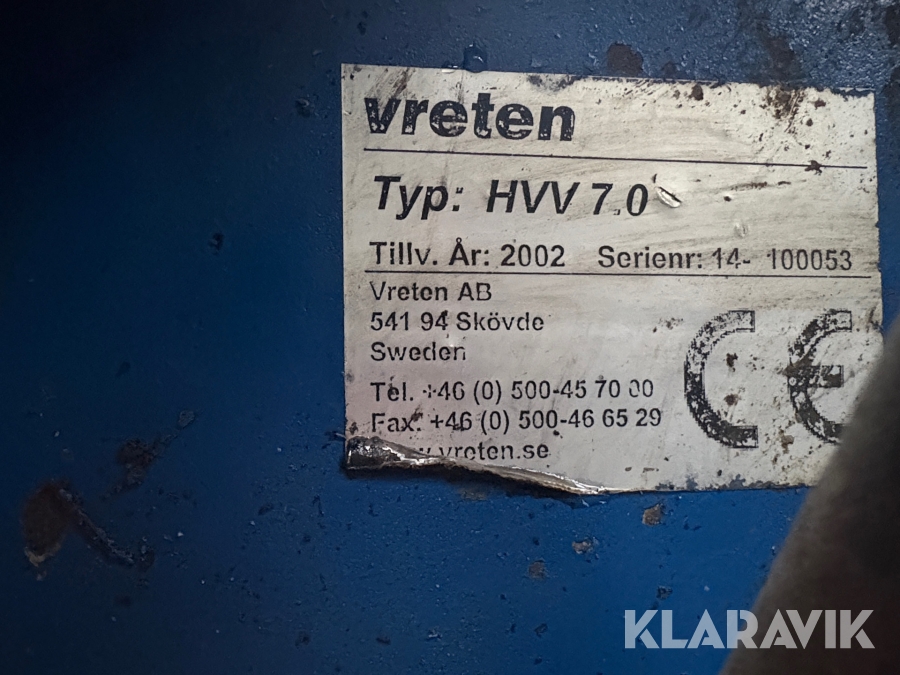 vreten
Typ: HVV 7.0
Tillv. År: 2002 Serienr: 14- 100053
Vreten AB
541 94 Skövde
Sweden
Tel. +46 (0) 500-45 70 00
Fax. +46 (0) 500-46 65 29
vreten.se
CE
KLARAVIK